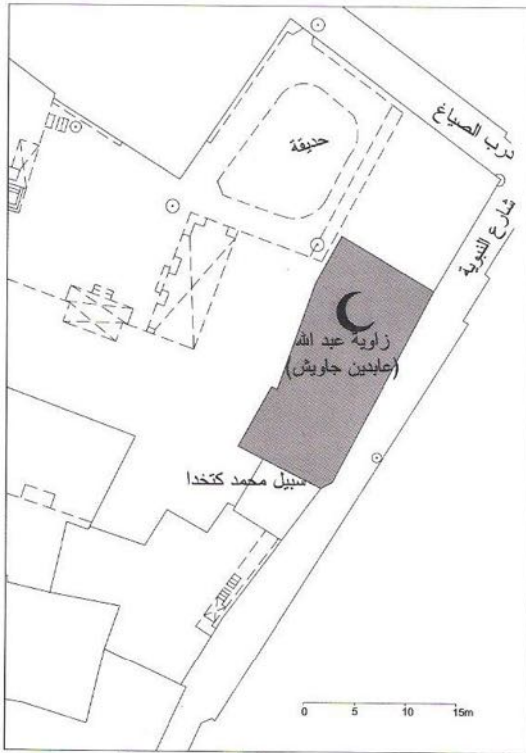 درب الصياغ
شارع النبوية
حديقة
زاوية عبد الله
(عابدين جاويش)
سبيل محمد كتخدا
0 5 10 15m